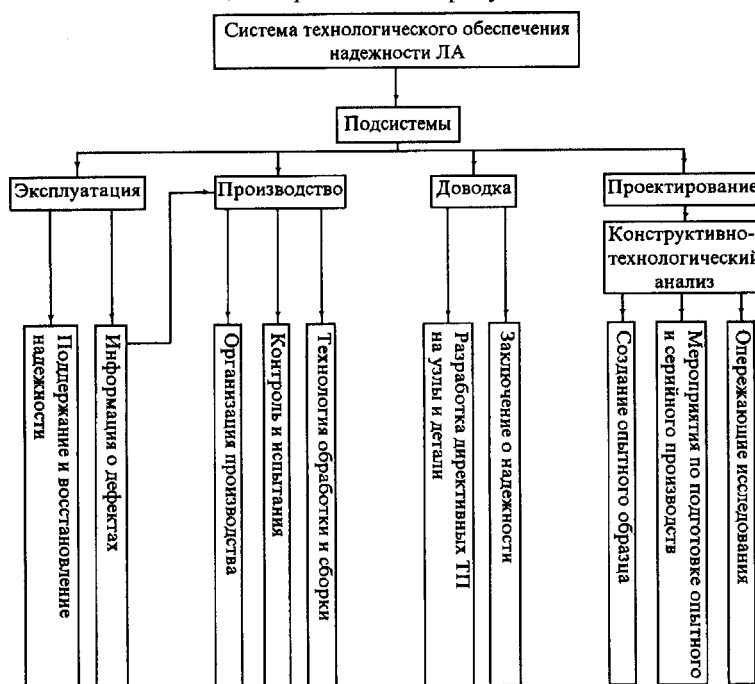 Система технологического обеспечения
надежности ЛА
Подсистемы
Эксплуатация
Производство
Доводка
Проектирование
Конструктивно-
технологический
анализ
Поддержание и восстановление
надежности
Информация о дефектах
Организация производства
Контроль и испытания
Технология обработки и сборки
Разработка директивных ТП
на узлы и детали
Заключение о надежности
Создание опытного образца
Мероприятия по подготовке опытного
и серийного производств
Опережающие исследования